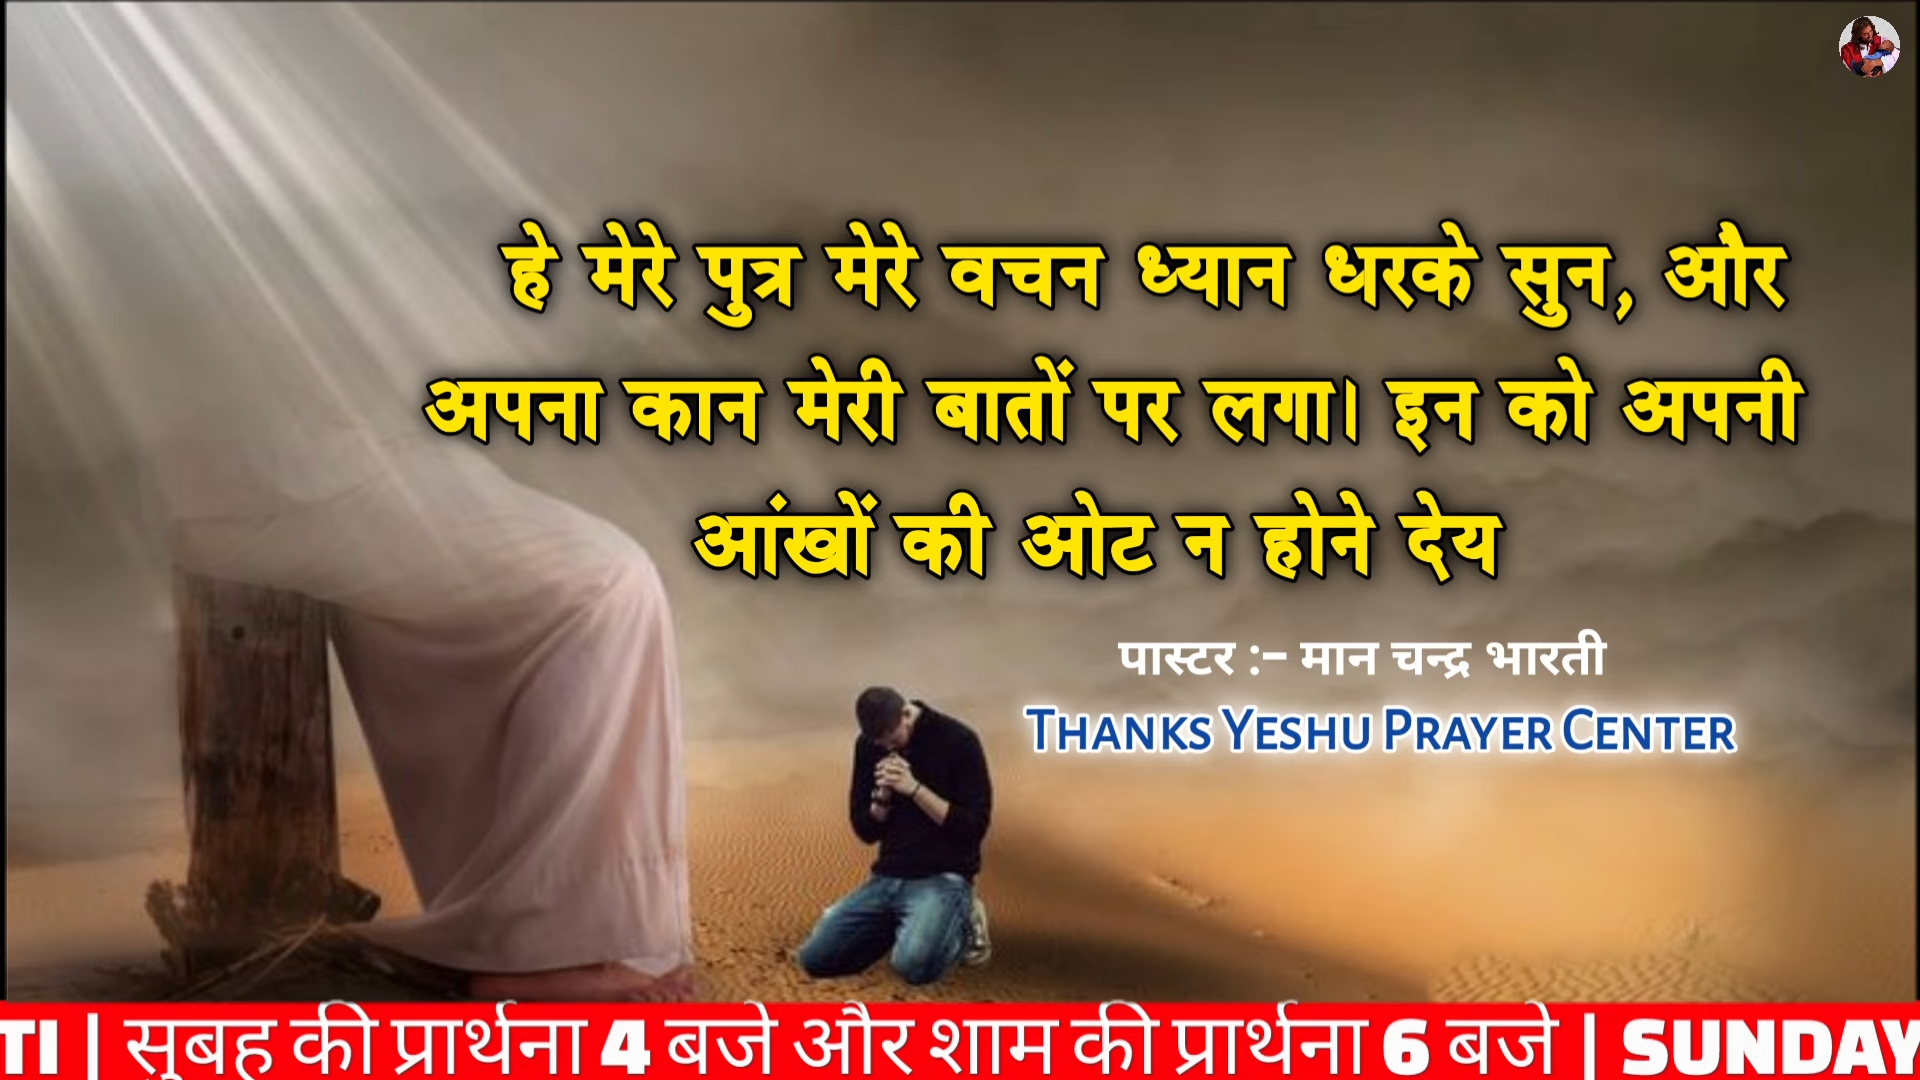 हे मेरे पुत्र मेरे वचन ध्यान धरके सुन, और
अपना कान मेरी बातों पर लगा। इन को अपनी
आंखों की ओट न होने देय
पास्टर :- मान चन्द्र भारती
THANKS YESHU PRAYER CENTER
TI | सुबह की प्रार्थना 4 बजे और शाम की प्रार्थना 6 बजे | SUNDAY